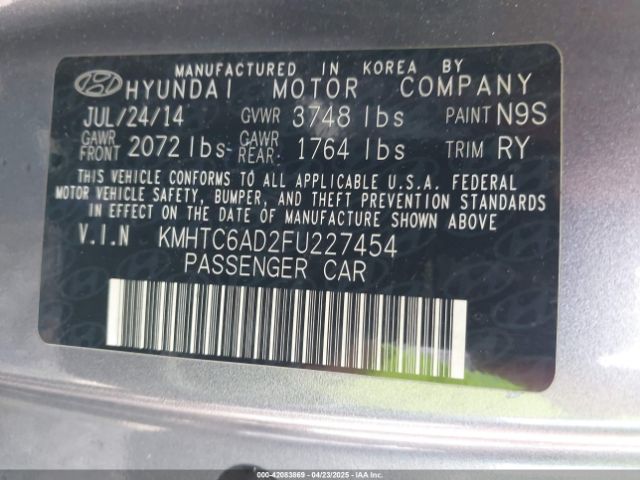 MANUFACTURED IN KOREA BY
HYUNDAI MOTOR COMPANY
JUL/24/14 GVWR 3748 lbs PAINT N9S
GAWR FRONT 2072 lbs GAWR REAR: 1764 lbs TRIM RY
THIS VEHICLE CONFORMS TO ALL APPLICABLE U.S.A. FEDERAL
MOTOR VEHICLE SAFETY, BUMPER, AND THEFT PREVENTION STANDARDS
IN EFFECT ON THE DATE OF MANUFACTURE SHOWN ABOVE
V.I.N KMHTC6AD2FU227454
PASSENGER CAR
000-42083869 - 04/23/2025 - IAAI.COM